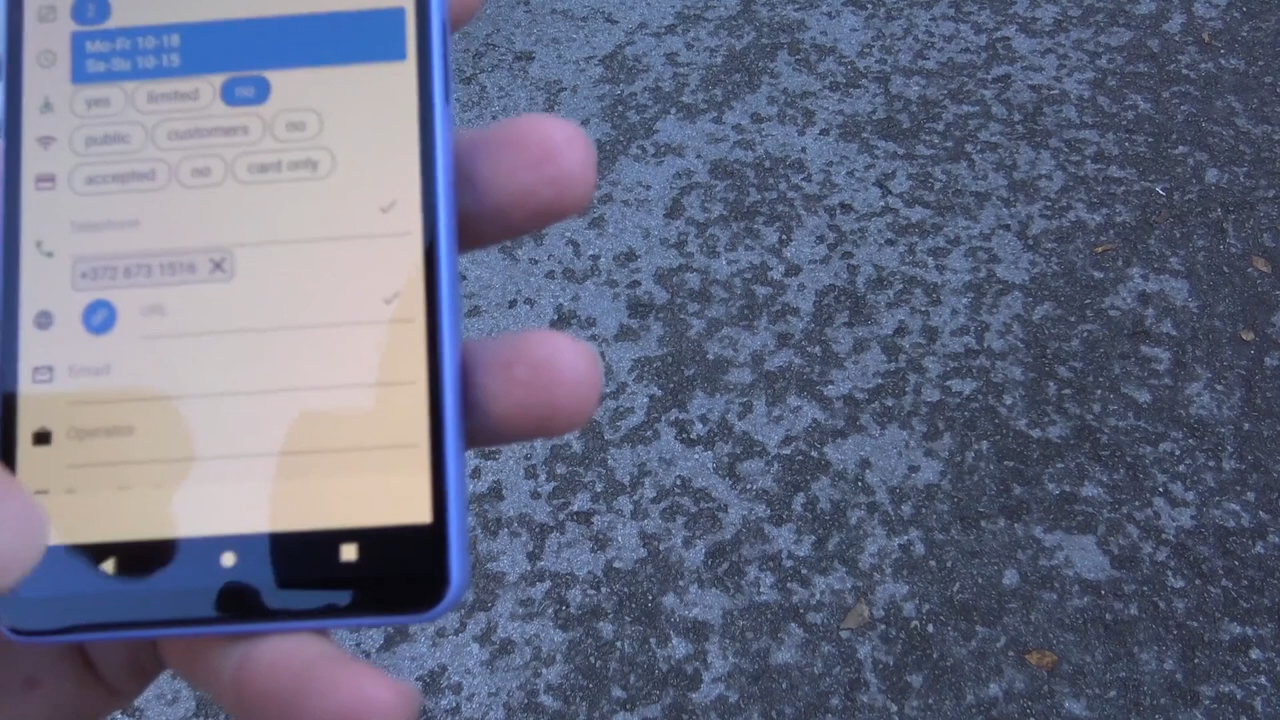 2
Mo-Fr 10-18
Sa-Su 10-15
yes limited no
public customers no
accepted no card only
Telephone
+372 673 1516
URL
Email
Operator